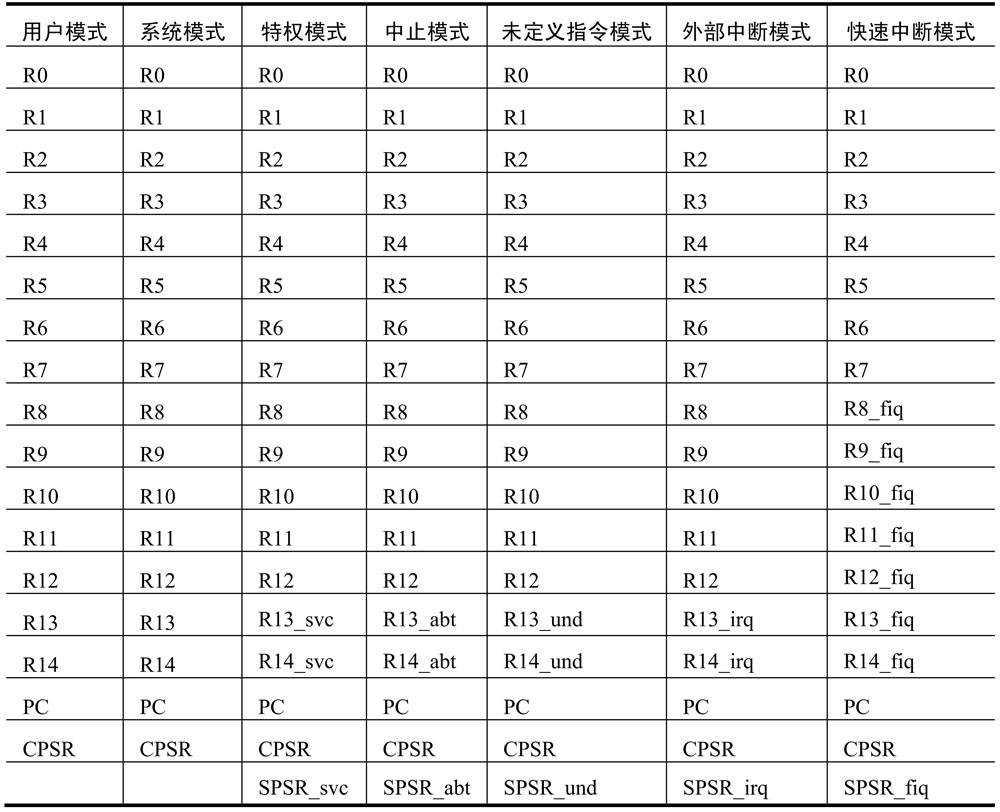 用户模式 系统模式 特权模式 中止模式 未定义指令模式 外部中断模式 快速中断模式
R0 R0 R0 R0 R0 R0 R0
R1 R1 R1 R1 R1 R1 R1
R2 R2 R2 R2 R2 R2 R2
R3 R3 R3 R3 R3 R3 R3
R4 R4 R4 R4 R4 R4 R4
R5 R5 R5 R5 R5 R5 R5
R6 R6 R6 R6 R6 R6 R6
R7 R7 R7 R7 R7 R7 R7
R8 R8 R8 R8 R8 R8 R8_fiq
R9 R9 R9 R9 R9 R9 R9_fiq
R10 R10 R10 R10 R10 R10 R10_fiq
R11 R11 R11 R11 R11 R11 R11_fiq
R12 R12 R12 R12 R12 R12 R12_fiq
R13 R13 R13_svc R13_abt R13_und R13_irq R13_fiq
R14 R14 R14_svc R14_abt R14_und R14_irq R14_fiq
PC PC PC PC PC PC PC
CPSR CPSR CPSR CPSR CPSR CPSR CPSR
SPSR_svc SPSR_abt SPSR_und SPSR_irq SPSR_fiq